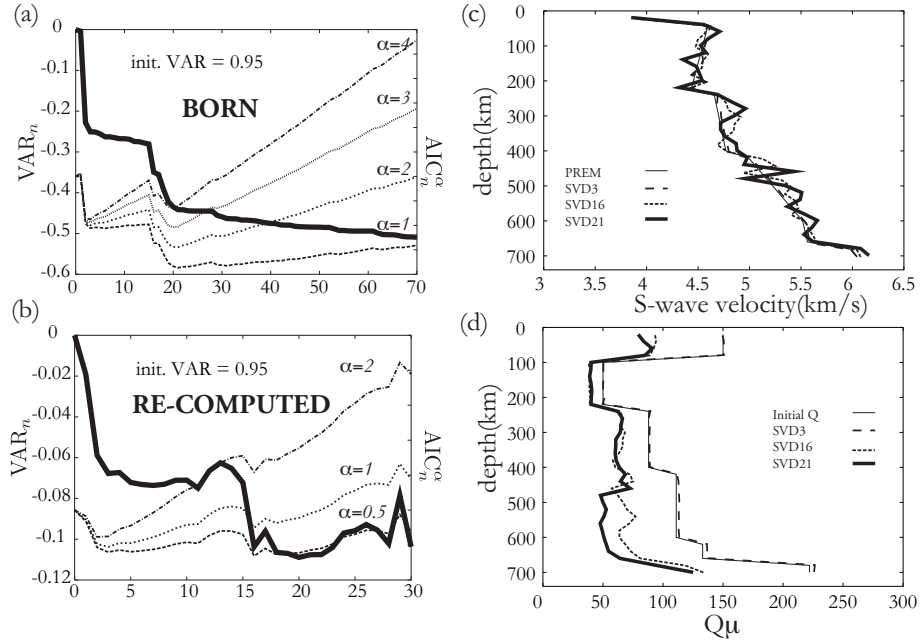 (a)
0
-0.1
-0.2
-0.3
-0.4
-0.5
-0.6
VARₙ
init. VAR = 0.95
BORN
α=4
α=3
α=2
α=1
AICₙᵅ
0 10 20 30 40 50 60 70
(b)
0
-0.02
-0.04
-0.06
-0.08
-0.1
-0.12
VARₙ
init. VAR = 0.95
RE-COMPUTED
α=2
α=1
α=0.5
AICₙᵅ
0 5 10 15 20 25 30
(c)
0
100
200
300
400
500
600
700
depth(km)
PREM
SVD3
SVD16
SVD21
3 3.5 4 4.5 5 5.5 6 6.5
S-wave velocity(km/s)
(d)
0
100
200
300
400
500
600
700
depth(km)
Initial Q
SVD3
SVD16
SVD21
0 50 100 150 200 250 300
Qμ